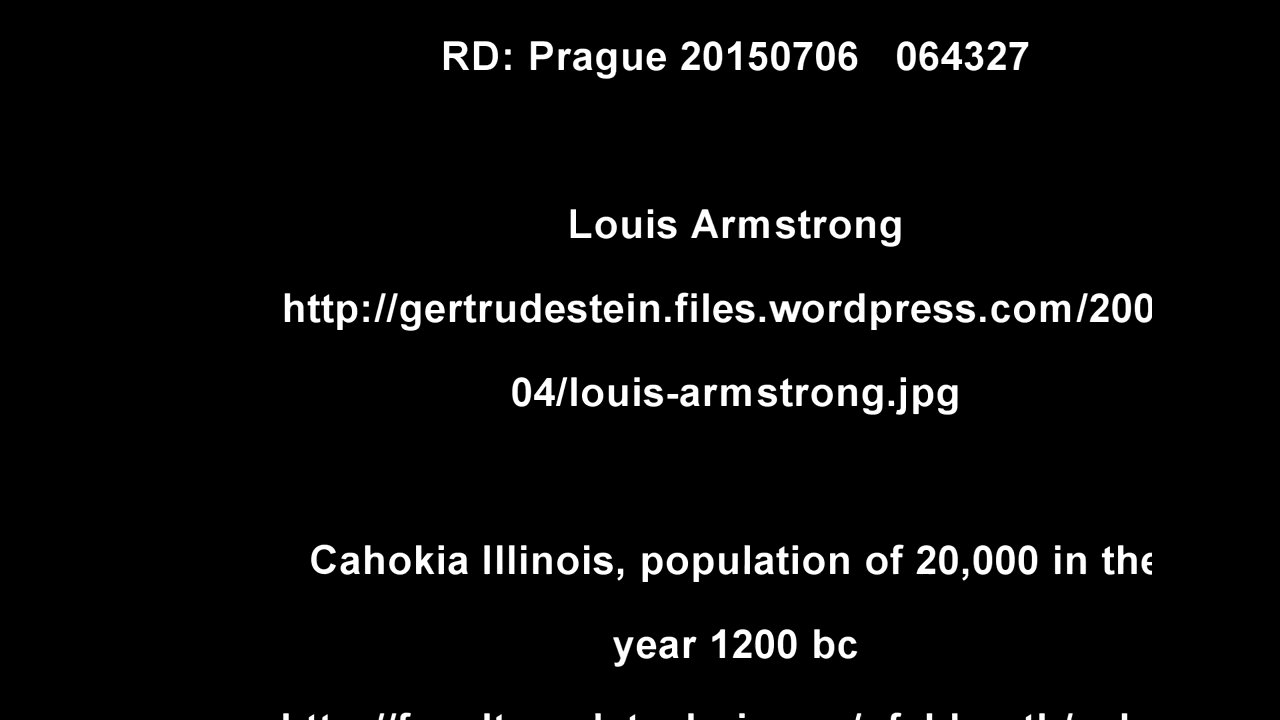 RD: Prague 20150706 064327
Louis Armstrong
http://gertrudestein.files.wordpress.com/200
04/louis-armstrong.jpg
Cahokia Illinois, population of 20,000 in the
year 1200 bc